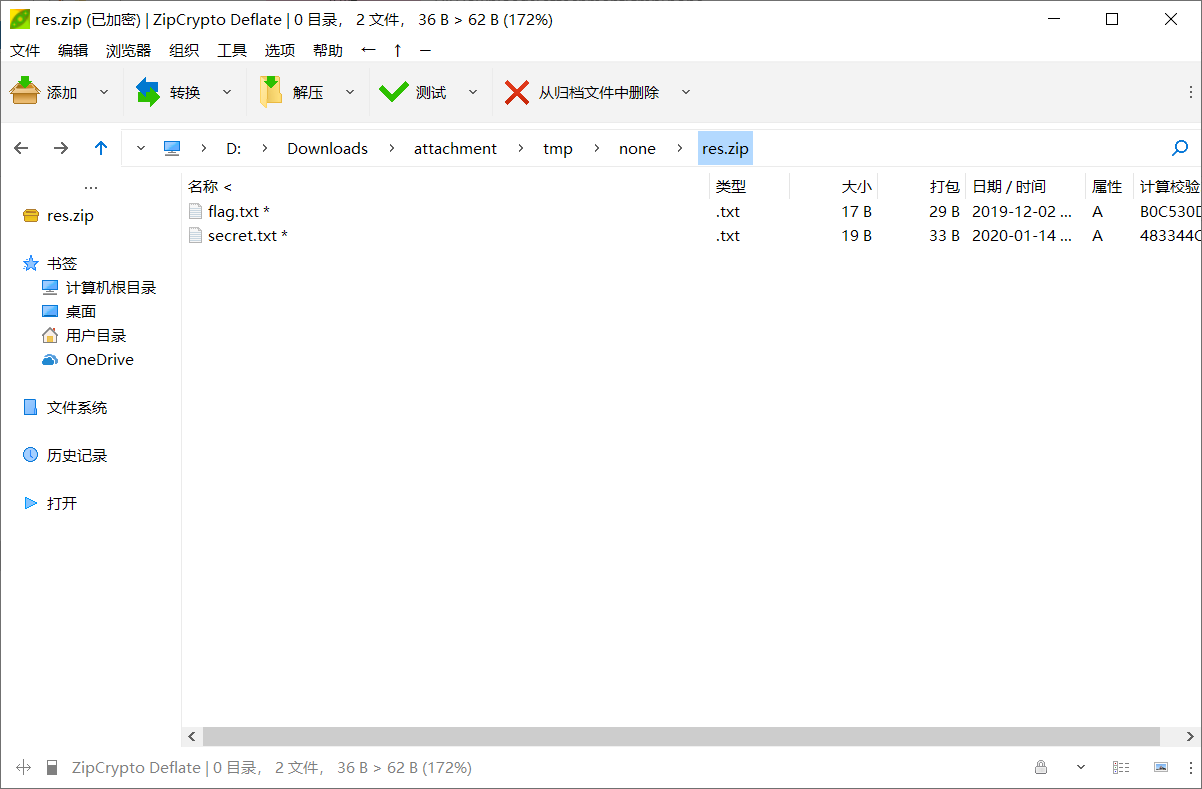 res.zip (已加密) | ZipCrypto Deflate | 0 目录， 2 文件， 36 B > 62 B (172%)
文件 编辑 浏览器 组织 工具 选项 帮助 ← ↑ –
添加 转换 解压 测试 从归档文件中删除
D: Downloads attachment tmp none res.zip
...
名称 < 类型 大小 打包 日期 / 时间 属性 计算校验
flag.txt * .txt 17 B 29 B 2019-12-02 ... A B0C530D
secret.txt * .txt 19 B 33 B 2020-01-14 ... A 483344C
res.zip
书签
计算机根目录
桌面
用户目录
OneDrive
文件系统
历史记录
打开
ZipCrypto Deflate | 0 目录， 2 文件， 36 B > 62 B (172%)